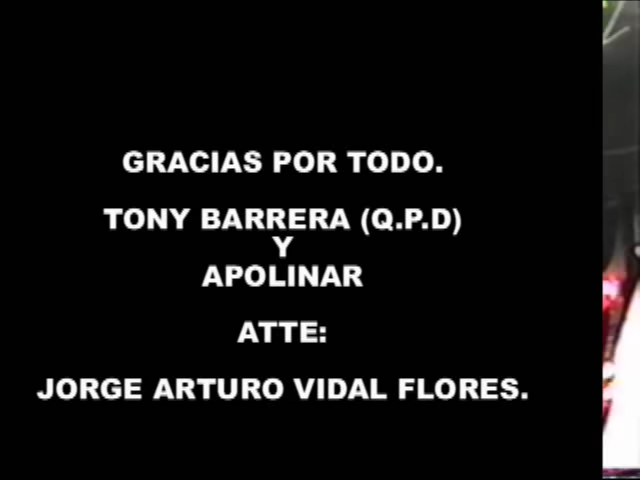 GRACIAS POR TODO.
TONY BARRERA (Q.P.D)
Y
APOLINAR
ATTE:
JORGE ARTURO VIDAL FLORES.